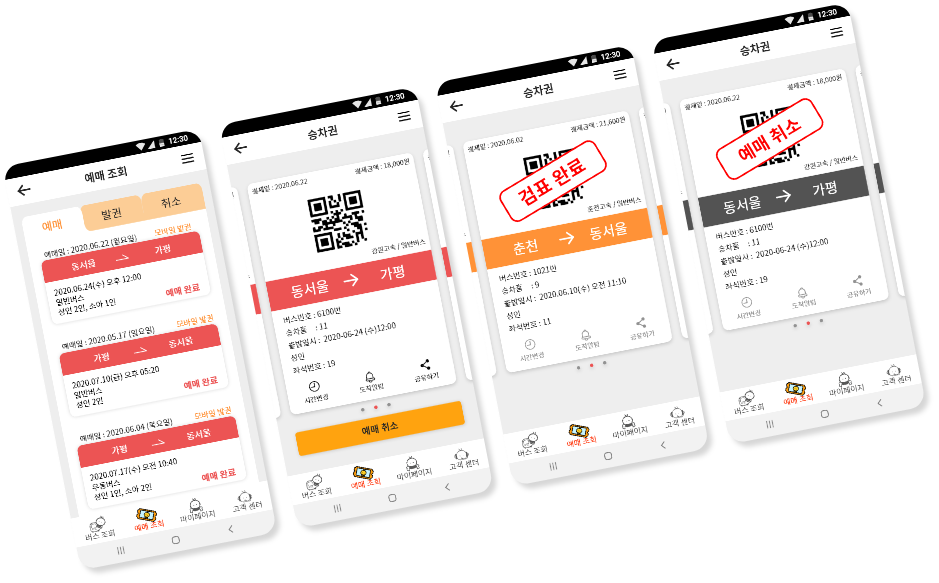 12:30
예매 조회
예매
발권
취소
예매일 : 2020.06.22 (월요일)
모바일 발권
동서울
가평
2020.06.24(수) 오후 12:00
일반버스
성인 2인, 소아 1인
예매 완료
예매일 : 2020.05.17 (일요일)
모바일 발권
가평
동서울
2020.07.10(금) 오후 05:20
일반버스
성인 2인
예매 완료
예매일 : 2020.06.04 (목요일)
모바일 발권
가평
동서울
2020.07.17(수) 오전 10:40
우등버스
성인 1인, 소아 2인
예매 완료
버스 조회
예매 조회
마이페이지
고객 센터
12:30
승차권
결제일 : 2020.06.22
결제금액 : 18,000원
강원고속 / 일반버스
동서울
가평
버스번호 : 6100번
승차홈 : 11
출발일시 : 2020-06-24 (수)12:00
성인
좌석번호 : 19
시간변경
도착알림
공유하기
예매 취소
버스 조회
예매 조회
마이페이지
고객 센터
12:30
승차권
결제일 : 2020.06.02
결제금액 : 21,600원
검표 완료
춘천고속 / 일반버스
춘천
동서울
버스번호 : 1021번
승차홈 : 9
출발일시 : 2020.06.10(수) 오전 11:10
성인
좌석번호 : 11
시간변경
도착알림
공유하기
버스 조회
예매 조회
마이페이지
고객 센터
12:30
승차권
결제일 : 2020.06.22
결제금액 : 18,000원
예매 취소
강원고속 / 일반버스
동서울
가평
버스번호 : 6100번
승차홈 : 11
출발일시 : 2020-06-24 (수)12:00
성인
좌석번호 : 19
시간변경
도착알림
공유하기
버스 조회
예매 조회
마이페이지
고객 센터